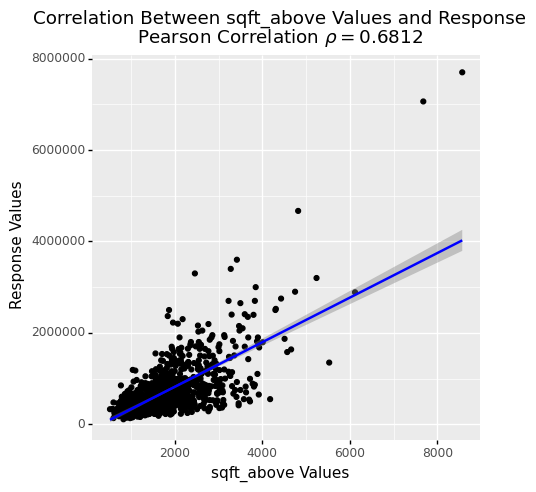 Correlation Between sqft_above Values and Response
Pearson Correlation ρ = 0.6812
8000000
6000000
4000000
2000000
0
Response Values
2000
4000
6000
8000
sqft_above Values